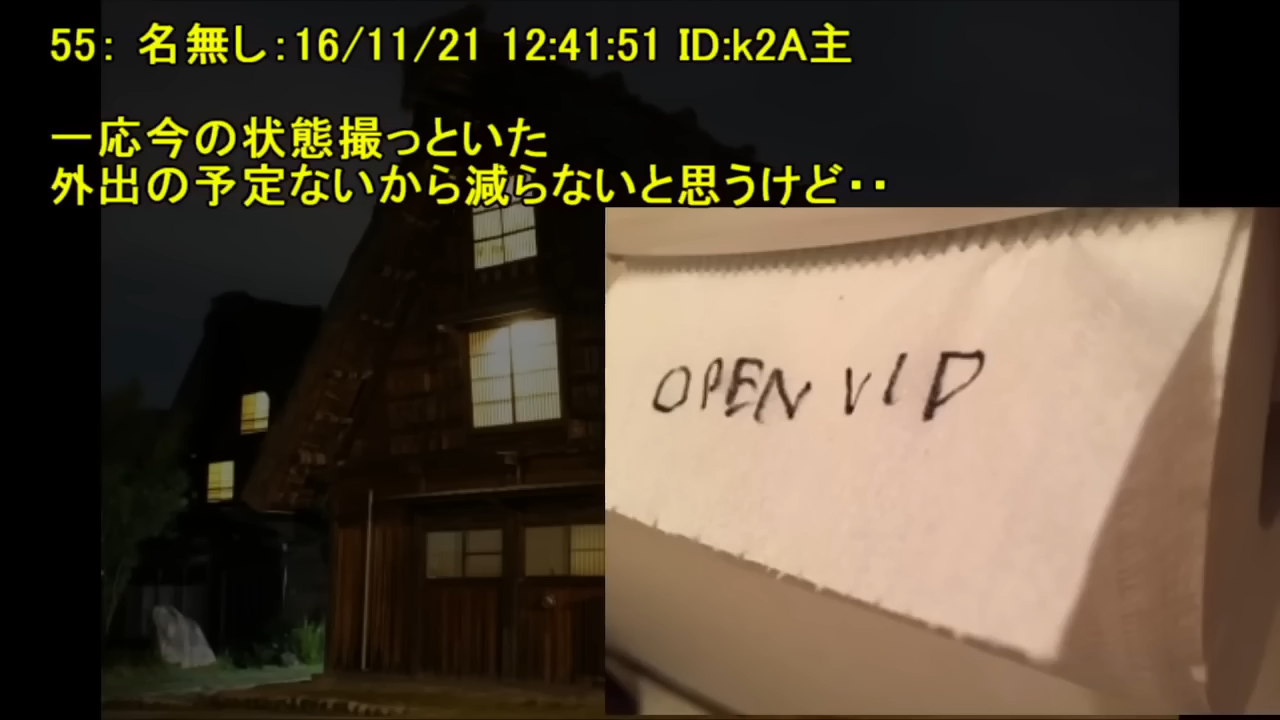 55: 名無し:16/11/21 12:41:51 ID:k2A主
一応今の状態撮っといた
外出の予定ないから減らないと思うけど・・
OPEN VIP